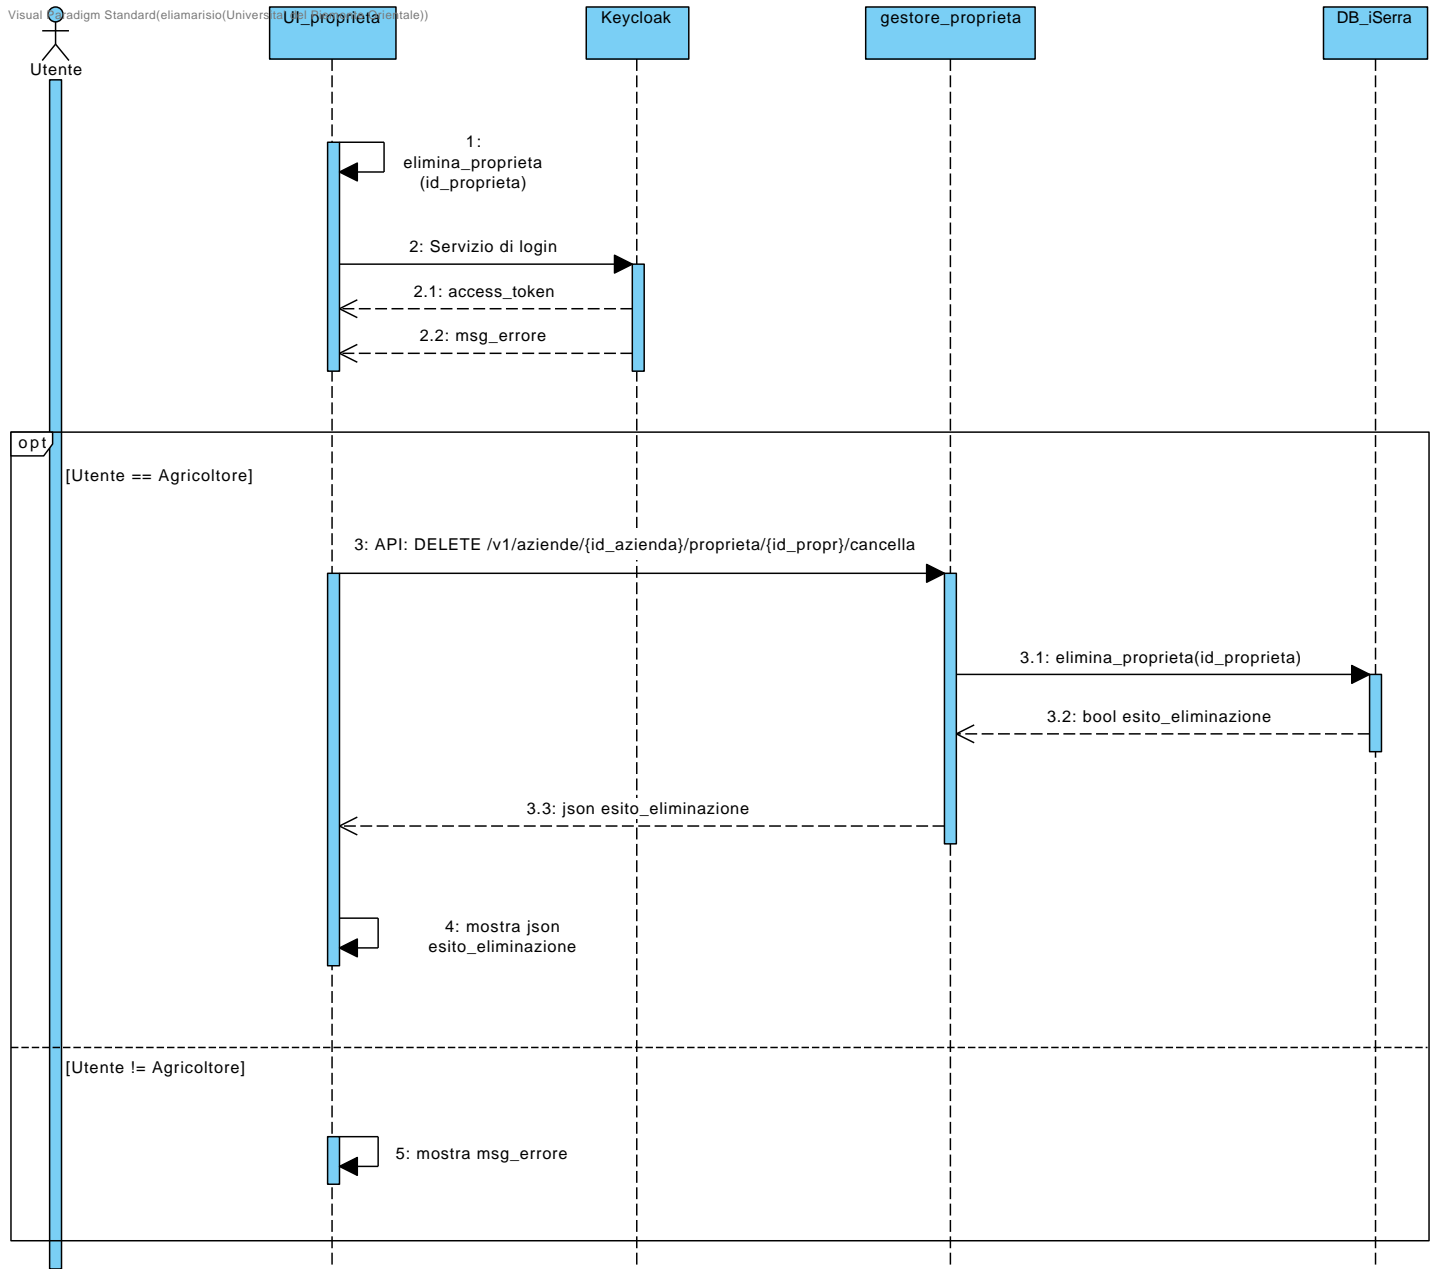 Visual Paradigm Standard(eliamarisio(Università del Piemonte Orientale))
Utente
UI_proprieta
Keycloak
gestore_proprieta
DB_iSerra
1:
elimina_proprieta
(id_proprieta)
2: Servizio di login
2.1: access_token
2.2: msg_errore
opt
[Utente == Agricoltore]
3: API: DELETE /v1/aziende/{id_azienda}/proprieta/{id_propr}/cancella
3.1: elimina_proprieta(id_proprieta)
3.2: bool esito_eliminazione
3.3: json esito_eliminazione
4: mostra json
esito_eliminazione
[Utente != Agricoltore]
5: mostra msg_errore